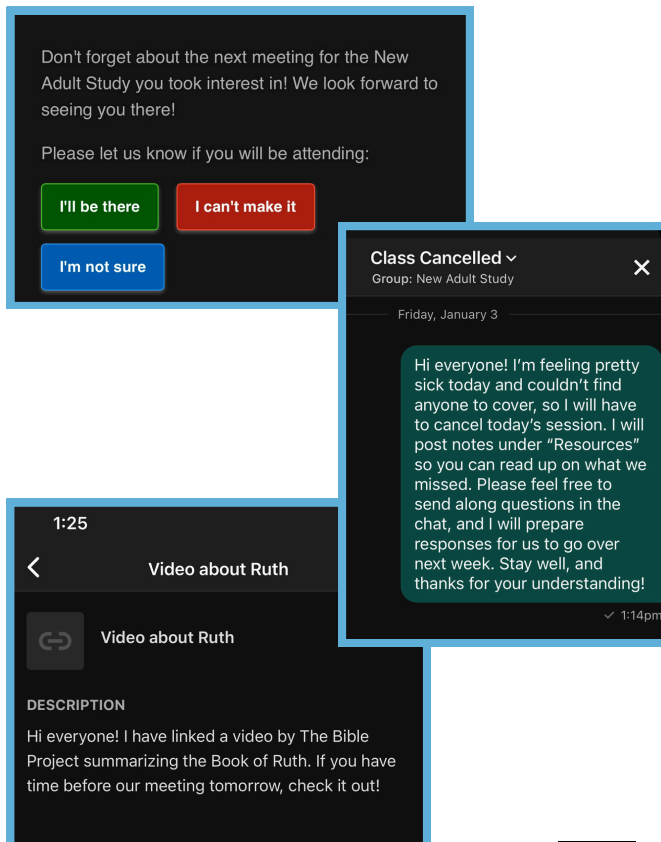 Don't forget about the next meeting for the New
Adult Study you took interest in! We look forward to
seeing you there!
Please let us know if you will be attending:
I'll be there
I can't make it
I'm not sure
Class Cancelled
Group: New Adult Study
Friday, January 3
Hi everyone! I’m feeling pretty
sick today and couldn’t find
anyone to cover, so I will have
to cancel today’s session. I will
post notes under “Resources”
so you can read up on what we
missed. Please feel free to
send along questions in the
chat, and I will prepare
responses for us to go over
next week. Stay well, and
thanks for your understanding!
1:14pm
1:25
Video about Ruth
Video about Ruth
DESCRIPTION
Hi everyone! I have linked a video by The Bible
Project summarizing the Book of Ruth. If you have
time before our meeting tomorrow, check it out!